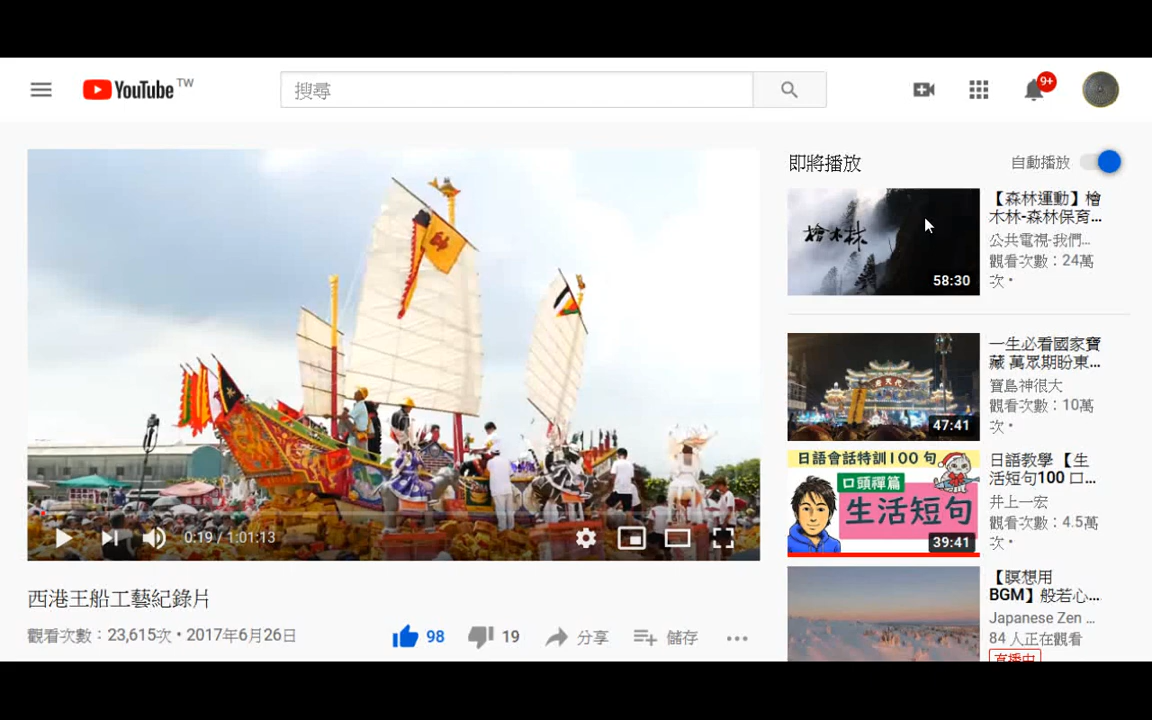 YouTube TW
搜尋
9+
即將播放
自動播放
檜木林
58:30
【森林運動】檜
木林-森林保育...
公共電視-我們...
觀看次數：24萬
次・
代天府
47:41
一生必看國家寶
藏 萬眾期盼東...
寶島神很大
觀看次數：10萬
次・
日語會話特訓100句
口頭禪篇
生活短句
39:41
日語教學【生
活短句100 口...
井上一宏
觀看次數：4.5萬
次・
【瞑想用
BGM】般若心...
Japanese Zen ...
84 人正在觀看
直播中
0:19 / 1:01:13
西港王船工藝紀錄片
觀看次數：23,615次・2017年6月26日
98
19
分享
儲存